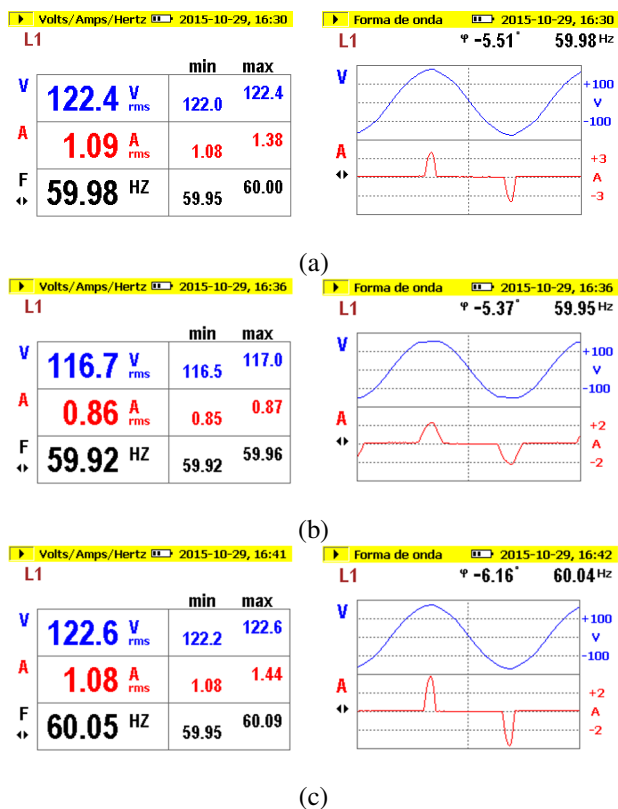 Volts/Amps/Hertz 2015-10-29, 16:30
L1
min max
V 122.4 V rms 122.0 122.4
A 1.09 A rms 1.08 1.38
F 59.98 HZ 59.95 60.00
Forma de onda 2015-10-29, 16:30
L1 φ -5.51° 59.98 Hz
V
+100
V
-100
A
+3
A
-3
(a)
Volts/Amps/Hertz 2015-10-29, 16:36
L1
min max
V 116.7 V rms 116.5 117.0
A 0.86 A rms 0.85 0.87
F 59.92 HZ 59.92 59.96
Forma de onda 2015-10-29, 16:36
L1 φ -5.37° 59.95 Hz
V
+100
V
-100
A
+2
A
-2
(b)
Volts/Amps/Hertz 2015-10-29, 16:41
L1
min max
V 122.6 V rms 122.2 122.6
A 1.08 A rms 1.08 1.44
F 60.05 HZ 59.95 60.09
Forma de onda 2015-10-29, 16:42
L1 φ -6.16° 60.04 Hz
V
+100
V
-100
A
+2
A
-2
(c)